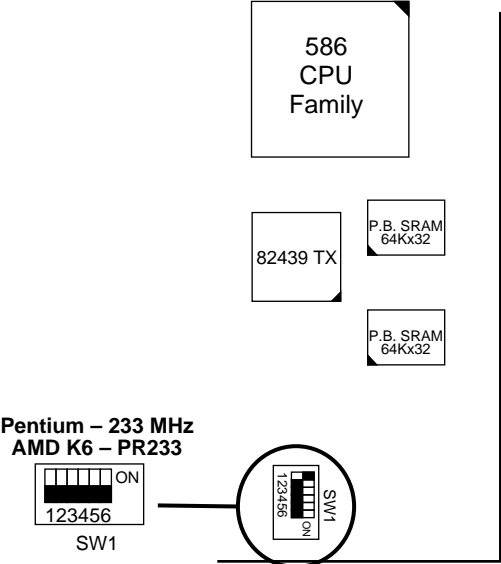 586
CPU
Family
P.B. SRAM
64Kx32
82439 TX
P.B. SRAM
64Kx32
Pentium – 233 MHz
AMD K6 – PR233
ON
123456
SW1
SW1
123456
ON